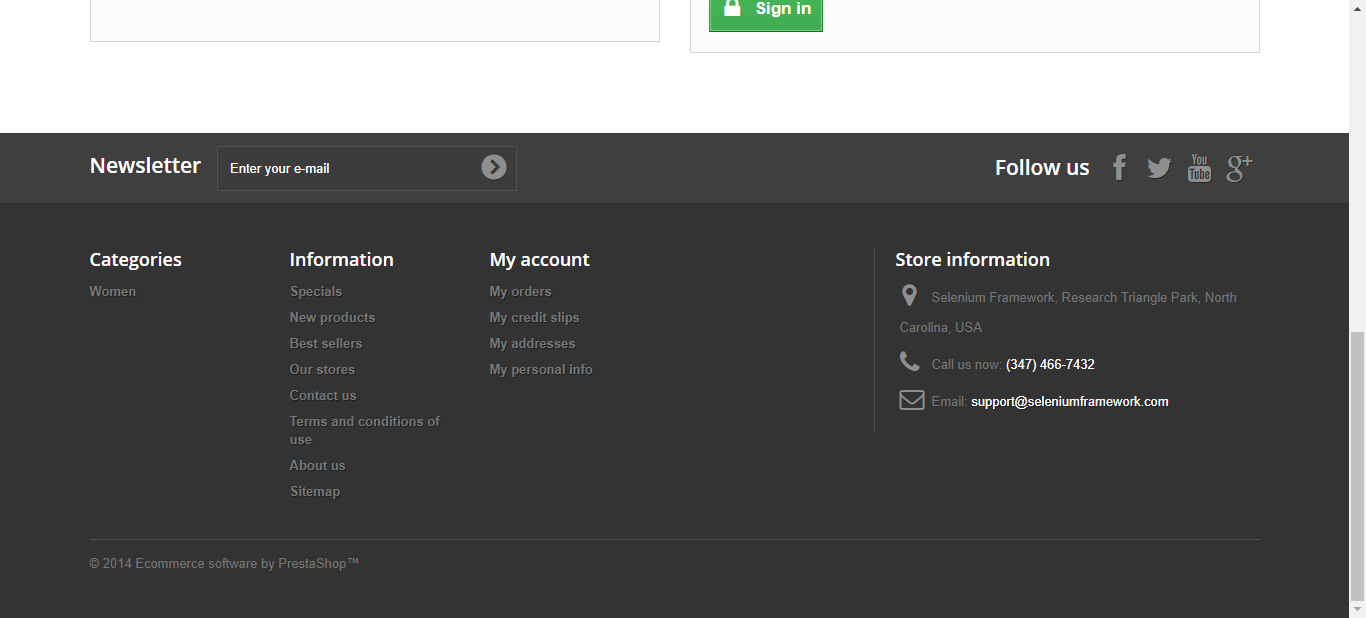 Sign in
Newsletter
Enter your e-mail
Follow us
f
You
Tube
g+
Categories
Women
Information
Specials
New products
Best sellers
Our stores
Contact us
Terms and conditions of
use
About us
Sitemap
My account
My orders
My credit slips
My addresses
My personal info
Store information
Selenium Framework, Research Triangle Park, North
Carolina, USA
Call us now: (347) 466-7432
Email: support@seleniumframework.com
© 2014 Ecommerce software by PrestaShop™